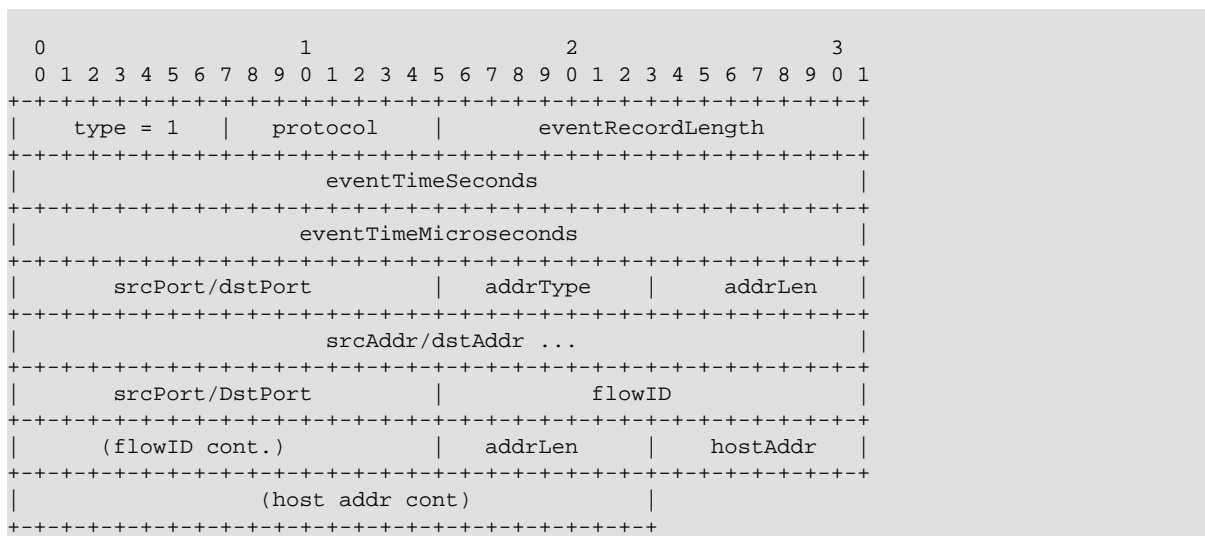 0                   1                   2                   3
  0 1 2 3 4 5 6 7 8 9 0 1 2 3 4 5 6 7 8 9 0 1 2 3 4 5 6 7 8 9 0 1
+-+-+-+-+-+-+-+-+-+-+-+-+-+-+-+-+-+-+-+-+-+-+-+-+-+-+-+-+-+-+-+-+
|    type = 1   |   protocol    |       eventRecordLength       |
+-+-+-+-+-+-+-+-+-+-+-+-+-+-+-+-+-+-+-+-+-+-+-+-+-+-+-+-+-+-+-+-+
|                       eventTimeSeconds                        |
+-+-+-+-+-+-+-+-+-+-+-+-+-+-+-+-+-+-+-+-+-+-+-+-+-+-+-+-+-+-+-+-+
|                     eventTimeMicroseconds                     |
+-+-+-+-+-+-+-+-+-+-+-+-+-+-+-+-+-+-+-+-+-+-+-+-+-+-+-+-+-+-+-+-+
|       srcPort/dstPort         |   addrType    |     addrLen   |
+-+-+-+-+-+-+-+-+-+-+-+-+-+-+-+-+-+-+-+-+-+-+-+-+-+-+-+-+-+-+-+-+
|                       srcAddr/dstAddr ...                     |
+-+-+-+-+-+-+-+-+-+-+-+-+-+-+-+-+-+-+-+-+-+-+-+-+-+-+-+-+-+-+-+-+
|       srcPort/DstPort         |           flowID              |
+-+-+-+-+-+-+-+-+-+-+-+-+-+-+-+-+-+-+-+-+-+-+-+-+-+-+-+-+-+-+-+-+
|      (flowID cont.)           |   addrLen     |    hostAddr   |
+-+-+-+-+-+-+-+-+-+-+-+-+-+-+-+-+-+-+-+-+-+-+-+-+-+-+-+-+-+-+-+-+
|                  (host addr cont)             |
+-+-+-+-+-+-+-+-+-+-+-+-+-+-+-+-+-+-+-+-+-+-+-+-+